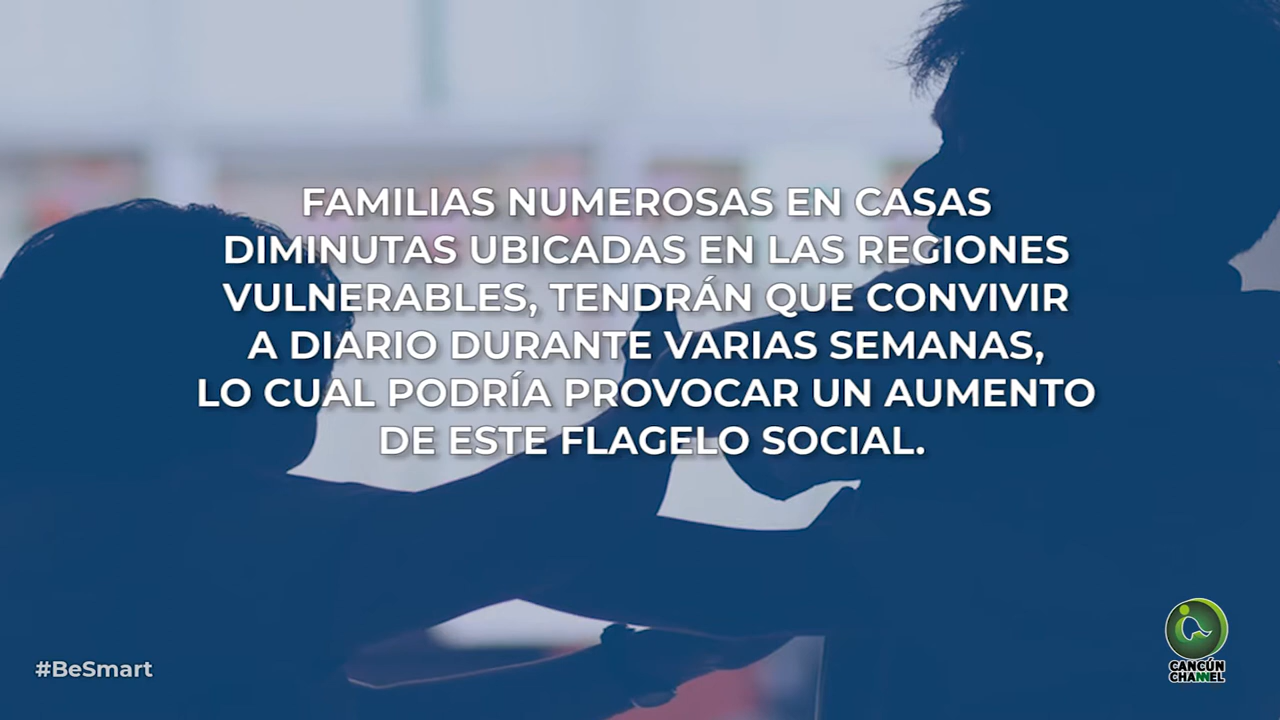 FAMILIAS NUMEROSAS EN CASAS
DIMINUTAS UBICADAS EN LAS REGIONES
VULNERABLES, TENDRÁN QUE CONVIVIR
A DIARIO DURANTE VARIAS SEMANAS,
LO CUAL PODRÍA PROVOCAR UN AUMENTO
DE ESTE FLAGELO SOCIAL.
#BeSmart
CANCÚN
CHANNEL